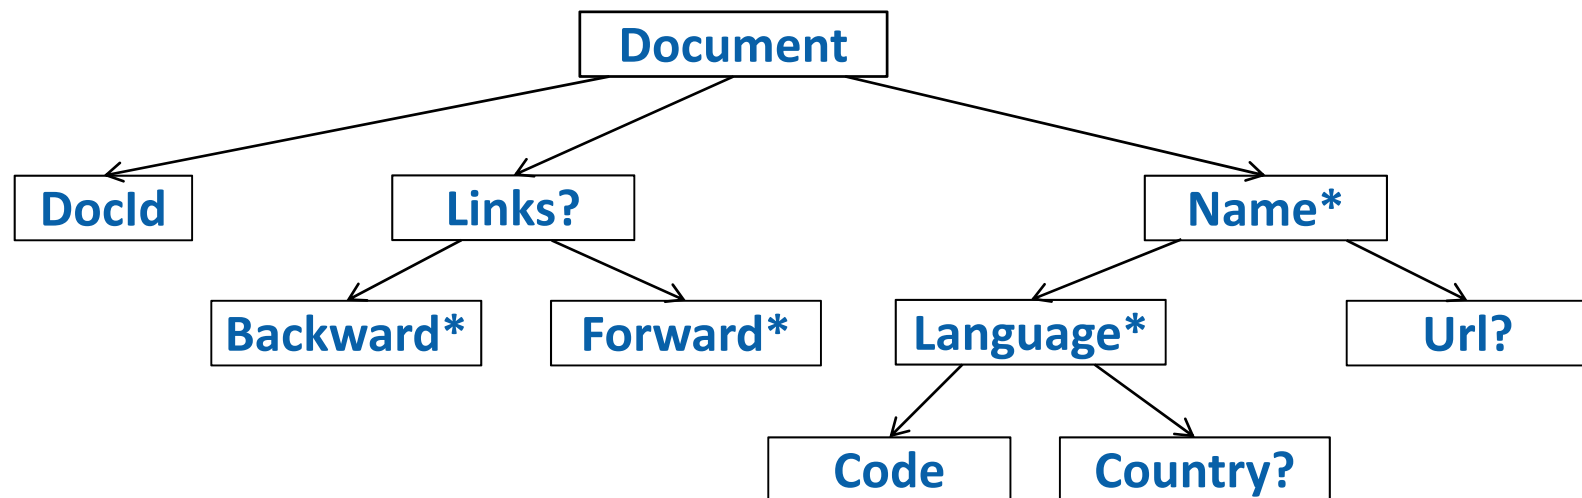 Document
DocId
Links?
Name*
Backward*
Forward*
Language*
Url?
Code
Country?